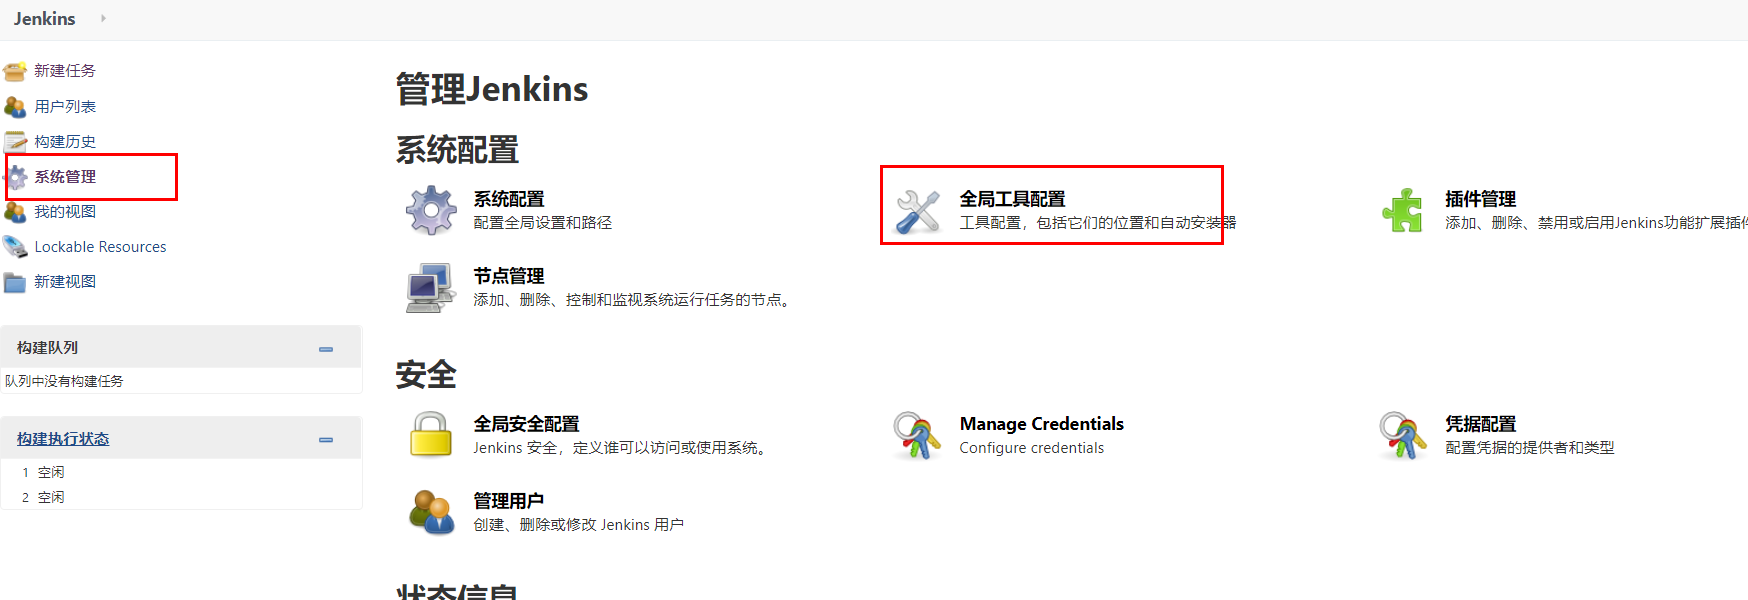 Jenkins
新建任务
用户列表
构建历史
系统管理
我的视图
Lockable Resources
新建视图
构建队列
队列中没有构建任务
构建执行状态
1 空闲
2 空闲
管理Jenkins
系统配置
系统配置
配置全局设置和路径
全局工具配置
工具配置，包括它们的位置和自动安装器
插件管理
添加、删除、禁用或启用Jenkins功能扩展插件
节点管理
添加、删除、控制和监视系统运行任务的节点。
安全
全局安全配置
Jenkins 安全，定义谁可以访问或使用系统。
Manage Credentials
Configure credentials
凭据配置
配置凭据的提供者和类型
管理用户
创建、删除或修改 Jenkins 用户
状态信息